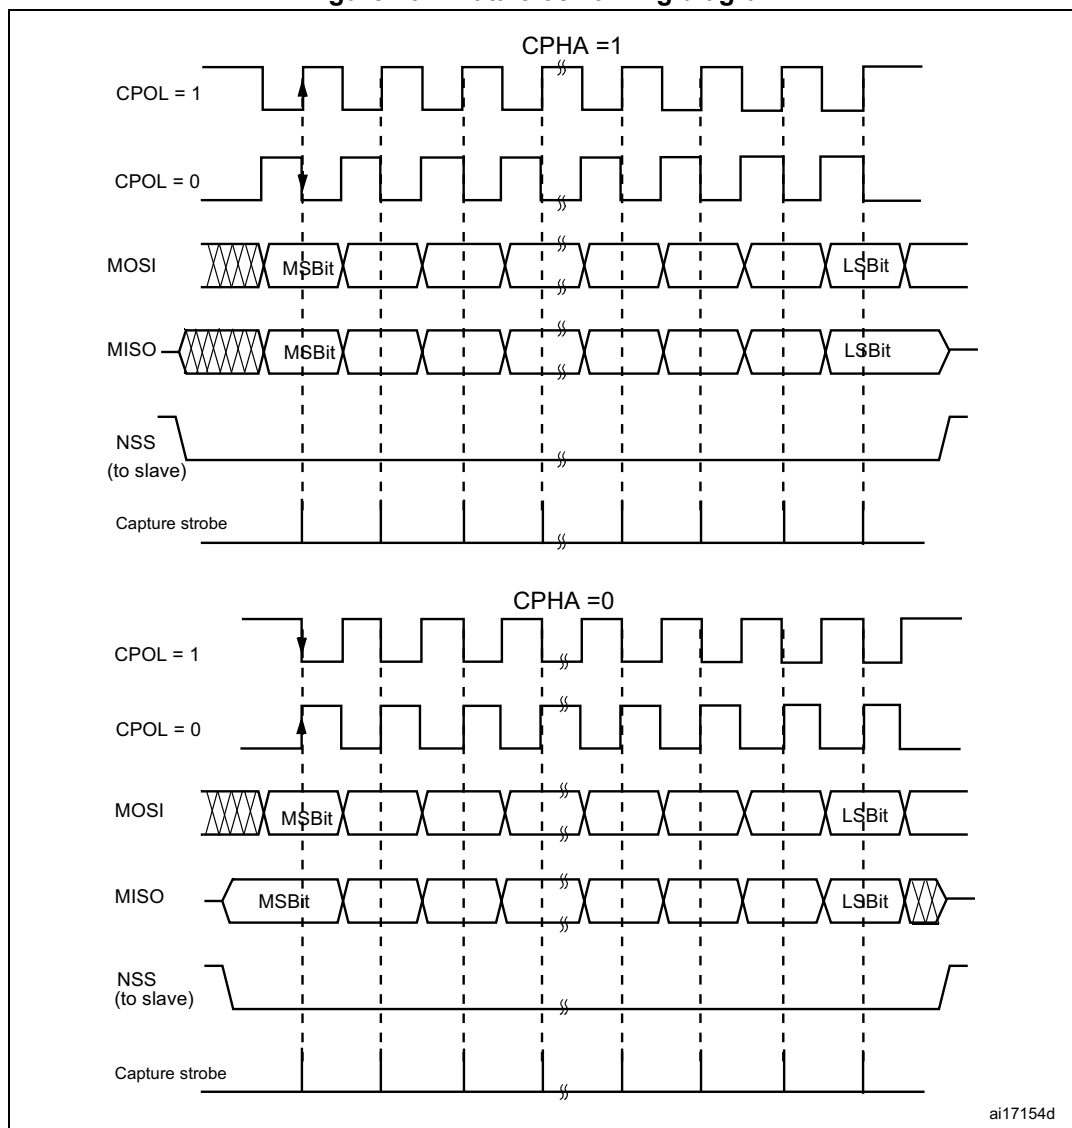 CPHA =1
CPOL = 1
CPOL = 0
MOSI MSBit LSBit
MISO MSBit LSBit
NSS
(to slave)
Capture strobe
CPHA =0
CPOL = 1
CPOL = 0
MOSI MSBit LSBit
MISO MSBit LSBit
NSS
(to slave)
Capture strobe
ai17154d